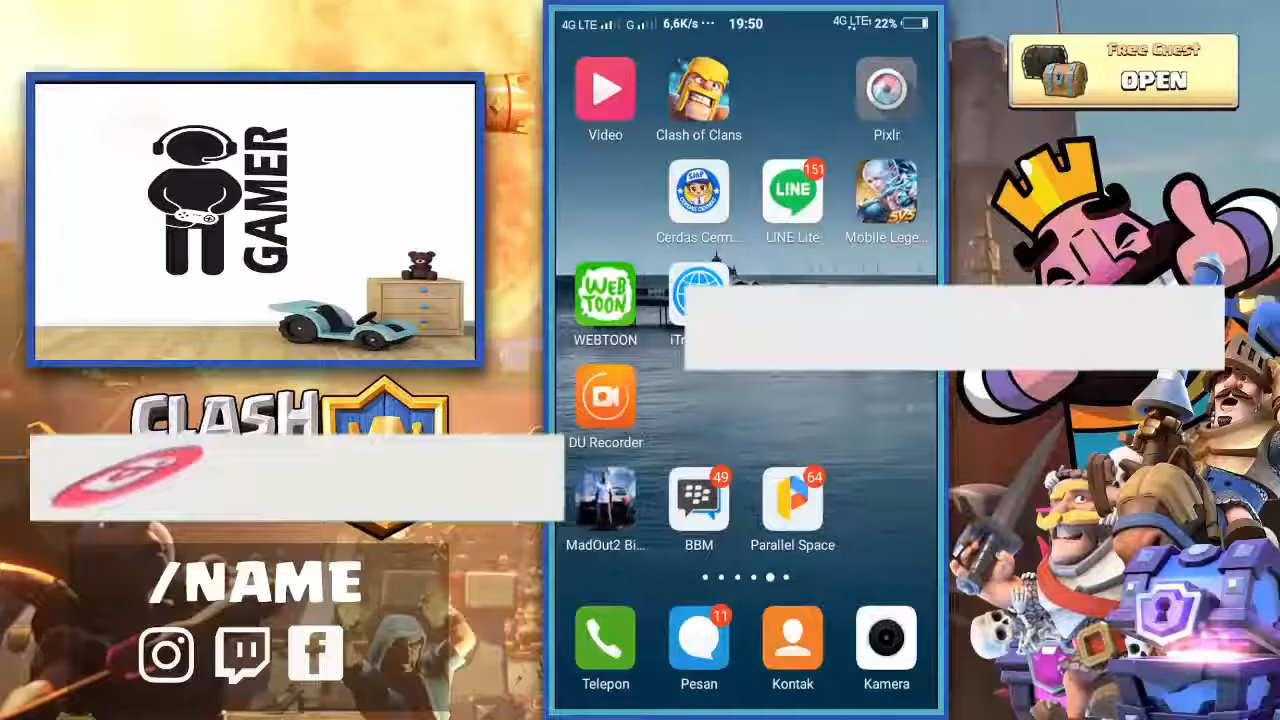 4G LTE G 6,6K/s ··· 19:50 4G LTE 22%
Free Chest
OPEN
GAMER
Video
Clash of Clans
Pixlr
SMP
151
LINE
SVS
Cerdas Cerm...
LINE Lite
Mobile Lege...
WEB
TOON
WEBTOON
DU Recorder
CLASH
49
64
MadOut2 Bi...
BBM
Parallel Space
/NAME
11
Telepon
Pesan
Kontak
Kamera